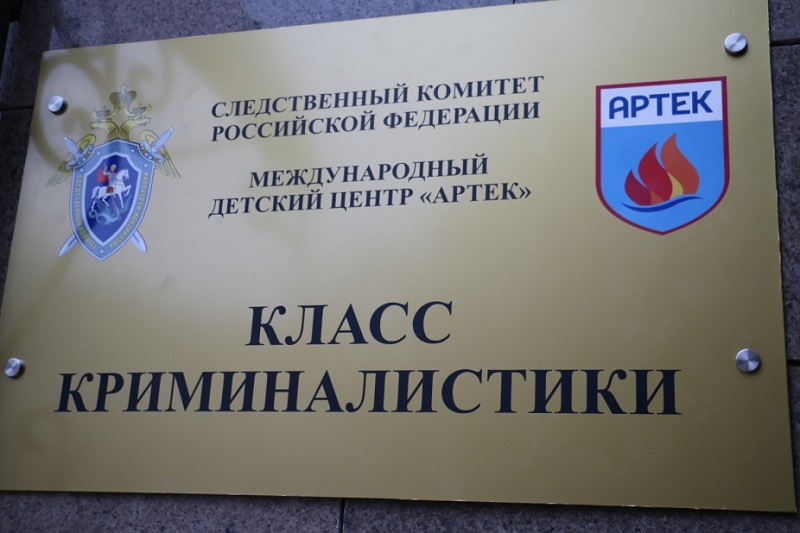 СЛЕДСТВЕННЫЙ КОМИТЕТ
РОССИЙСКОЙ ФЕДЕРАЦИИ
МЕЖДУНАРОДНЫЙ
ДЕТСКИЙ ЦЕНТР «АРТЕК»
АРТЕК
КЛАСС
КРИМИНАЛИСТИКИ